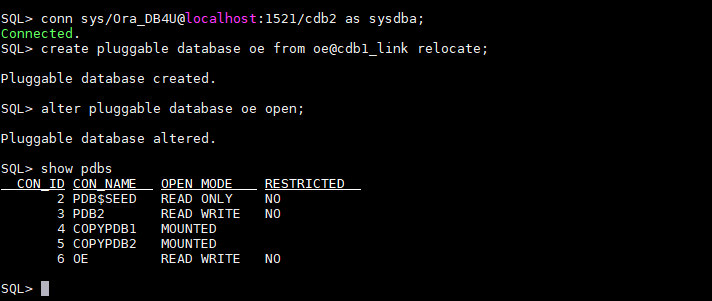 SQL> conn sys/Ora_DB4U@localhost:1521/cdb2 as sysdba;
Connected.
SQL> create pluggable database oe from oe@cdb1_link relocate;
Pluggable database created.
SQL> alter pluggable database oe open;
Pluggable database altered.
SQL> show pdbs
    CON_ID CON_NAME   OPEN MODE    RESTRICTED
         2 PDB$SEED   READ ONLY    NO
         3 PDB2       READ WRITE   NO
         4 COPYPDB1   MOUNTED
         5 COPYPDB2   MOUNTED
         6 OE         READ WRITE   NO
SQL>